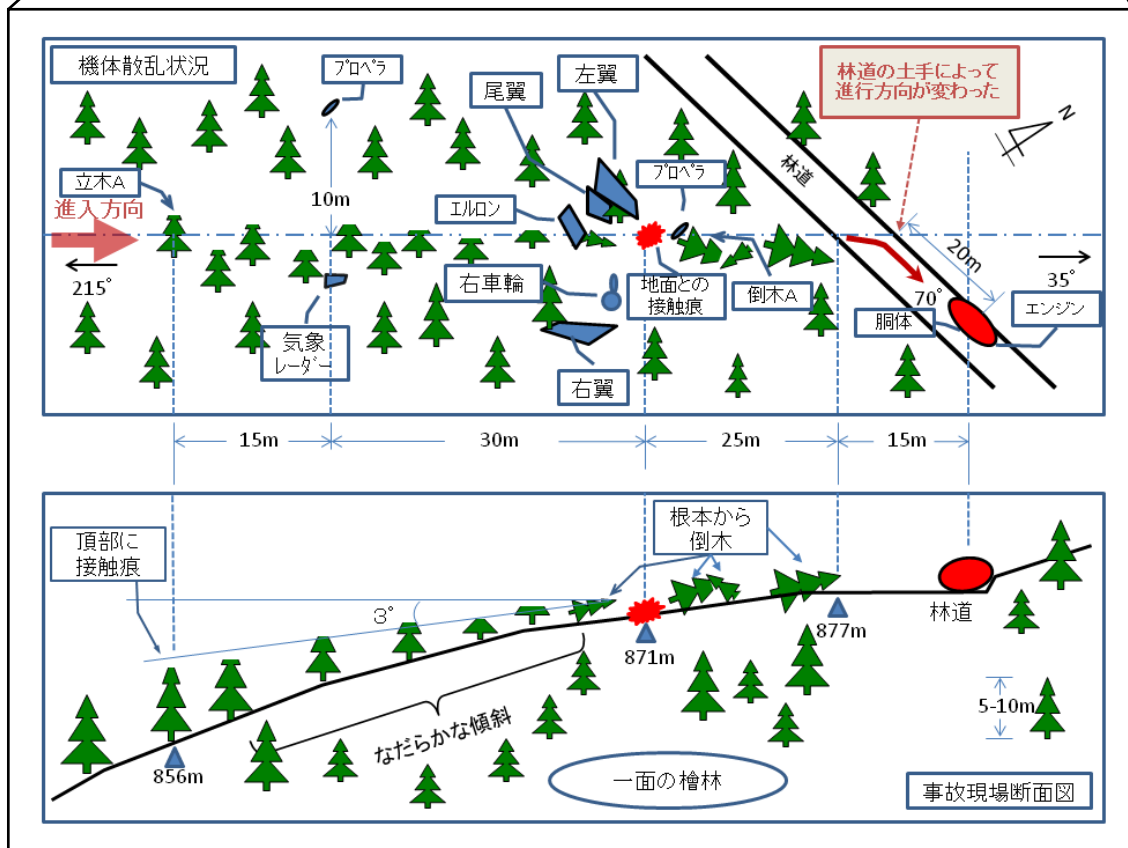 機体散乱状況
プロペラ
左翼
尾翼
林道の土手によって
進行方向が変わった
N
立木A
進入方向
10m
エルロン
プロペラ
林道
20m
215°
右車輪
地面との
接触痕
倒木A
70°
35°
気象
レーダー
胴体
エンジン
右翼
15m
30m
25m
15m
頂部に
接触痕
根本から
倒木
3°
林道
877m
871m
5-10m
なだらかな傾斜
856m
一面の檜林
事故現場断面図